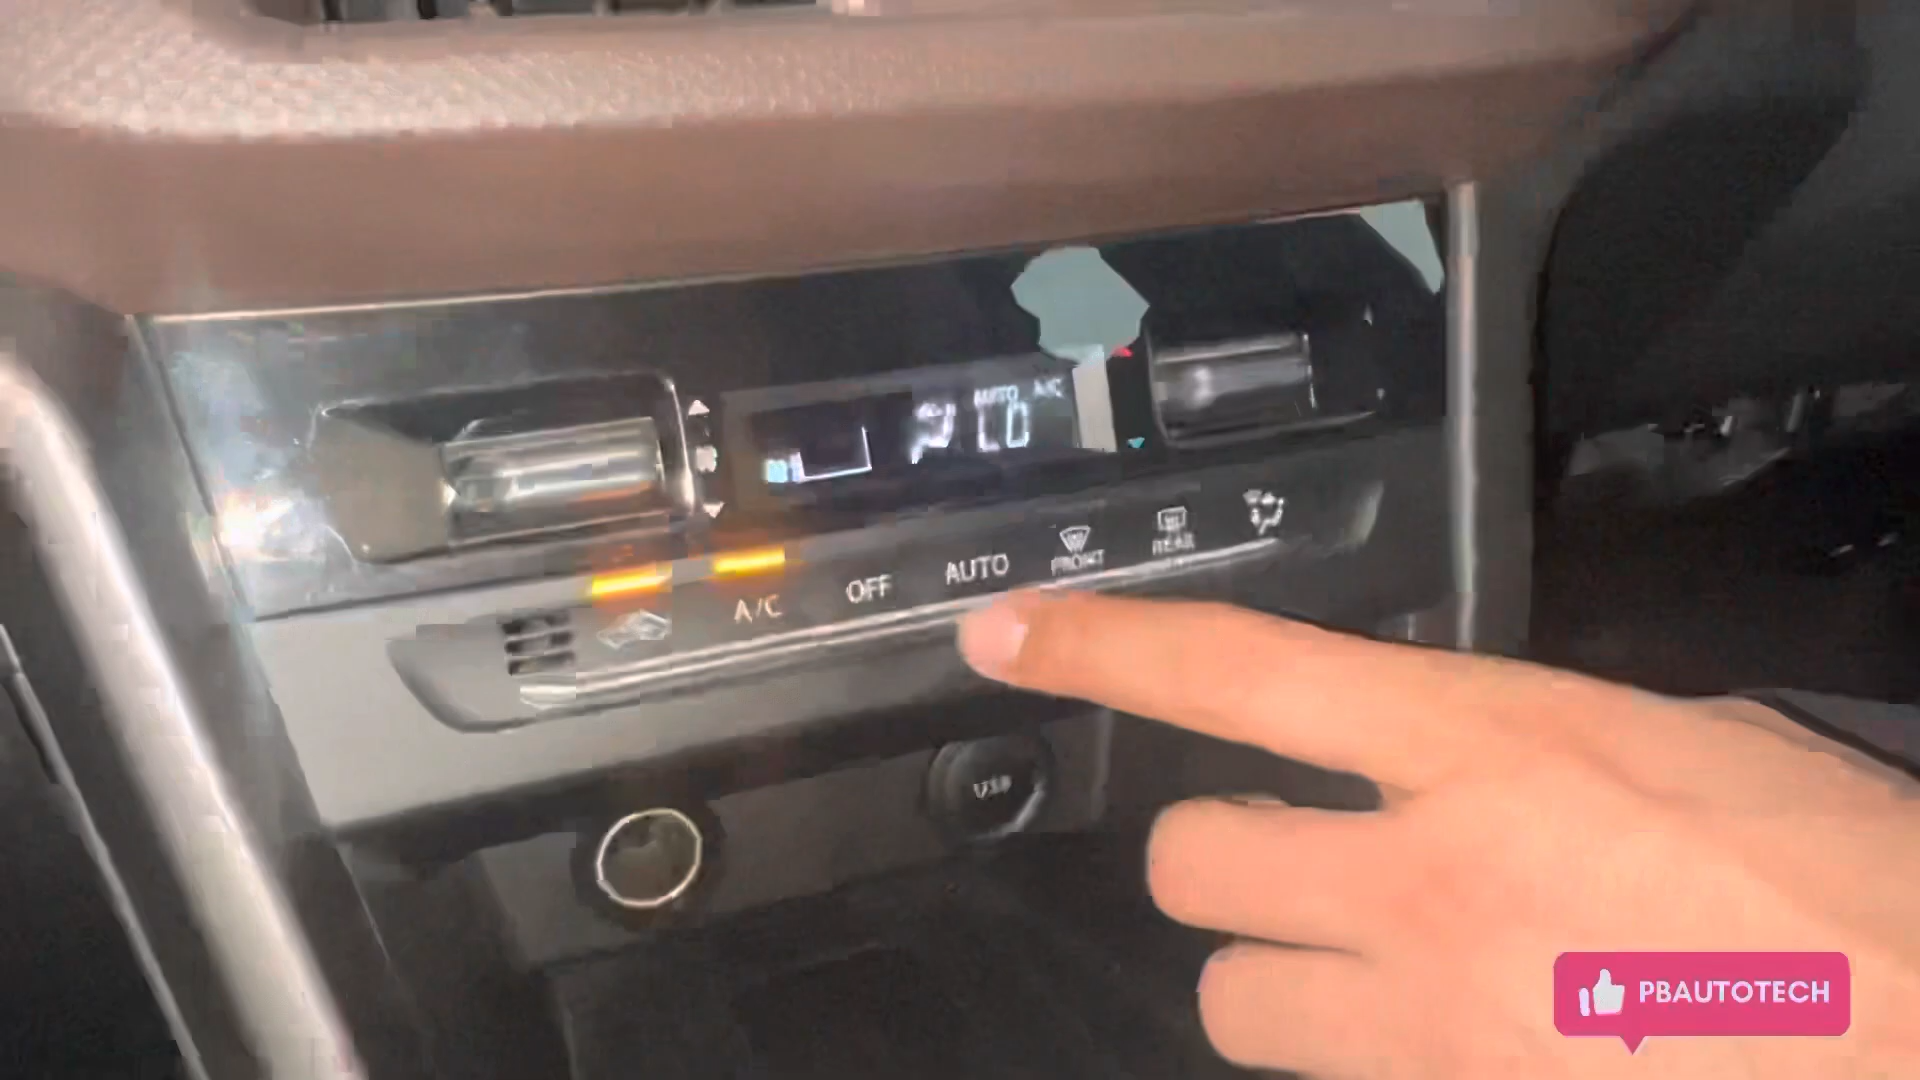 AUTO A/C
LO
A/C
OFF
AUTO
FRONT
REAR
USB
PBAUTOTECH